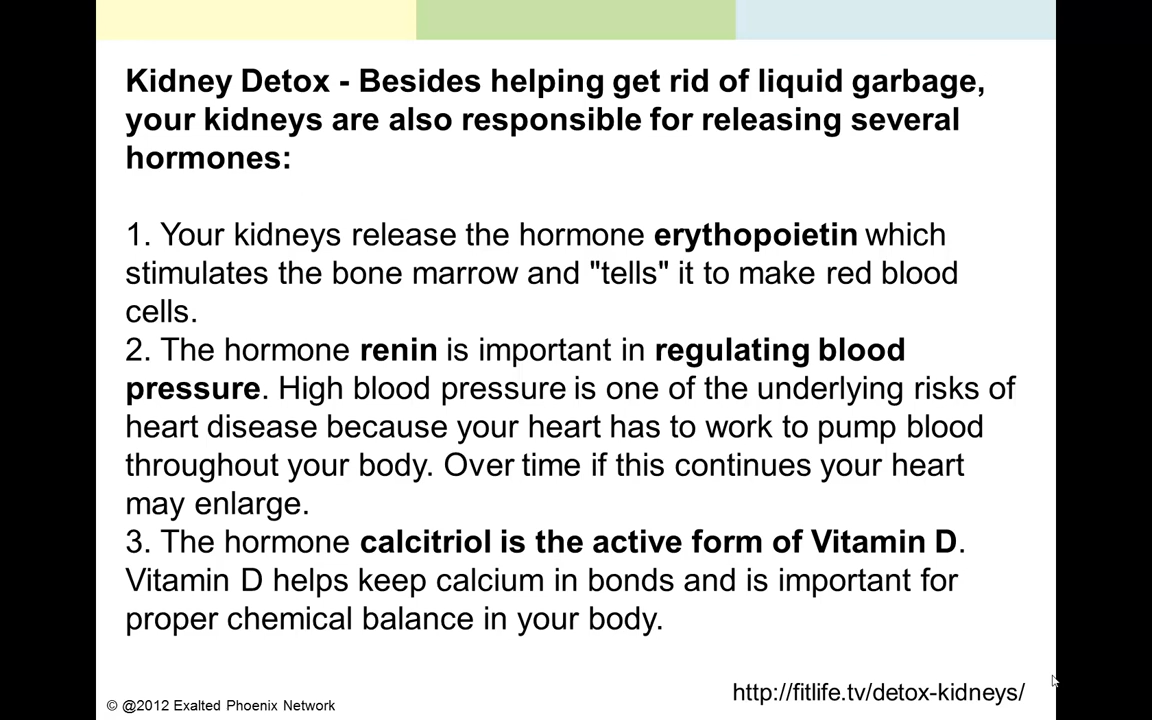 Kidney Detox - Besides helping get rid of liquid garbage,
your kidneys are also responsible for releasing several
hormones:
1. Your kidneys release the hormone erythopoietin which
stimulates the bone marrow and "tells" it to make red blood
cells.
2. The hormone renin is important in regulating blood
pressure. High blood pressure is one of the underlying risks of
heart disease because your heart has to work to pump blood
throughout your body. Over time if this continues your heart
may enlarge.
3. The hormone calcitriol is the active form of Vitamin D.
Vitamin D helps keep calcium in bonds and is important for
proper chemical balance in your body.
http://fitlife.tv/detox-kidneys/
© @2012 Exalted Phoenix Network